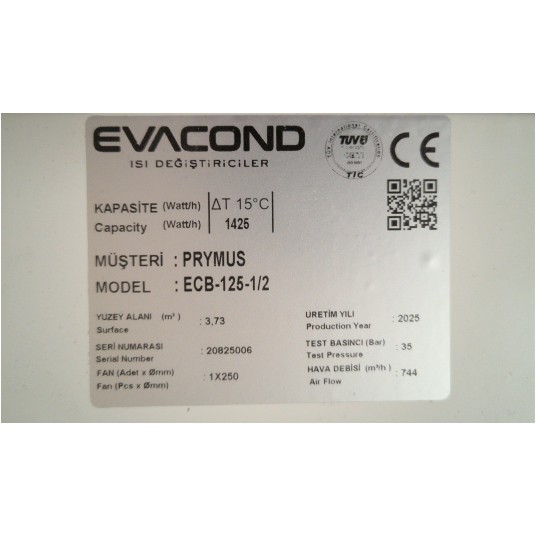 EVACOND
ISI DEĞİŞTİRİCİLER
TÜVEİ
TIC
CE
KAPASİTE (Watt/h) ΔT 15°C
Capacity (Watt/h) 1425
MÜŞTERİ : PRYMUS
MODEL : ECB-125-1/2
YUZEY ALANI (m²) : 3,73
Surface
SERİ NUMARASI : 20825006
Serial Number
FAN (Adet x Ømm) : 1X250
Fan (Pcs x Ømm)
URETİM YILI : 2025
Production Year
TEST BASINCI (Bar) : 35
Test Pressure
HAVA DEBİSİ (m³/h) : 744
Air Flow